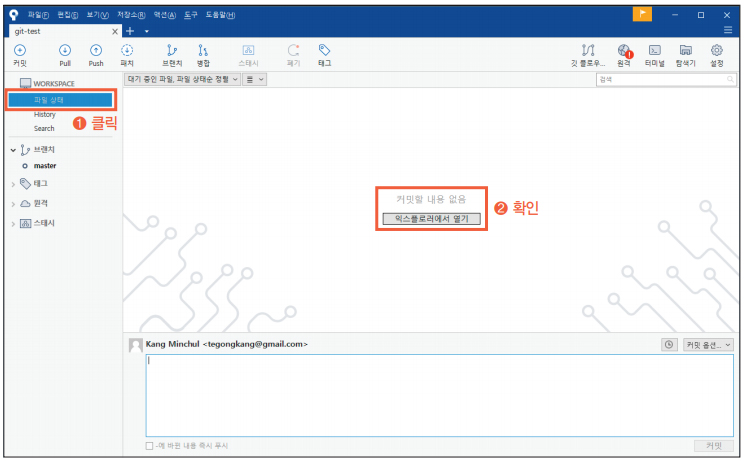 파일(F) 편집(E) 보기(V) 저장소(R) 액션(A) 도구 도움말(H)
git-test
커밋 Pull Push 패치 브랜치 병합 스태시 폐기 태그 깃 플로우... 원격 터미널 탐색기 설정
WORKSPACE
대기 중인 파일, 파일 상태순 정렬
검색
파일 상태
History
Search
1 클릭
브랜치
master
태그
원격
스태시
커밋할 내용 없음
익스플로러에서 열기
2 확인
Kang Minchul <tegongkang@gmail.com>
커밋 옵션...
-에 바뀐 내용 즉시 푸시
커밋